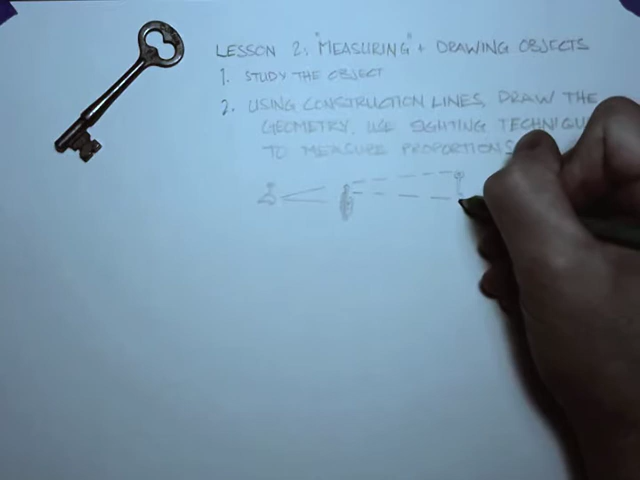 LESSON 2: "MEASURING" + DRAWING OBJECTS
1. STUDY THE OBJECT
2. USING CONSTRUCTION LINES, DRAW THE
GEOMETRY. USE SIGHTING TECHNIQU
TO MEASURE PROPORTIONS